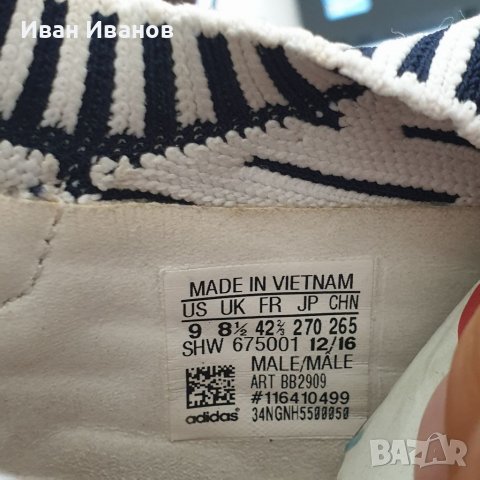 Иван Иванов
MADE IN VIETNAM
US UK FR JP CHN
9 8½ 42⅔ 270 265
SHW 675001 12/16
MALE/MÂLE
ART BB2909
#116410499
adidas® 34NGNH5500050
BAZAR